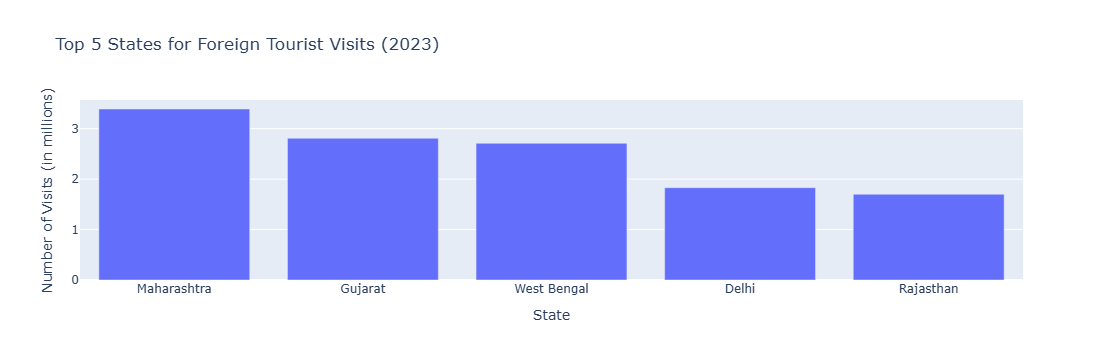 Top 5 States for Foreign Tourist Visits (2023)
Number of Visits (in millions)
3
2
1
0
Maharashtra Gujarat West Bengal Delhi Rajasthan
State